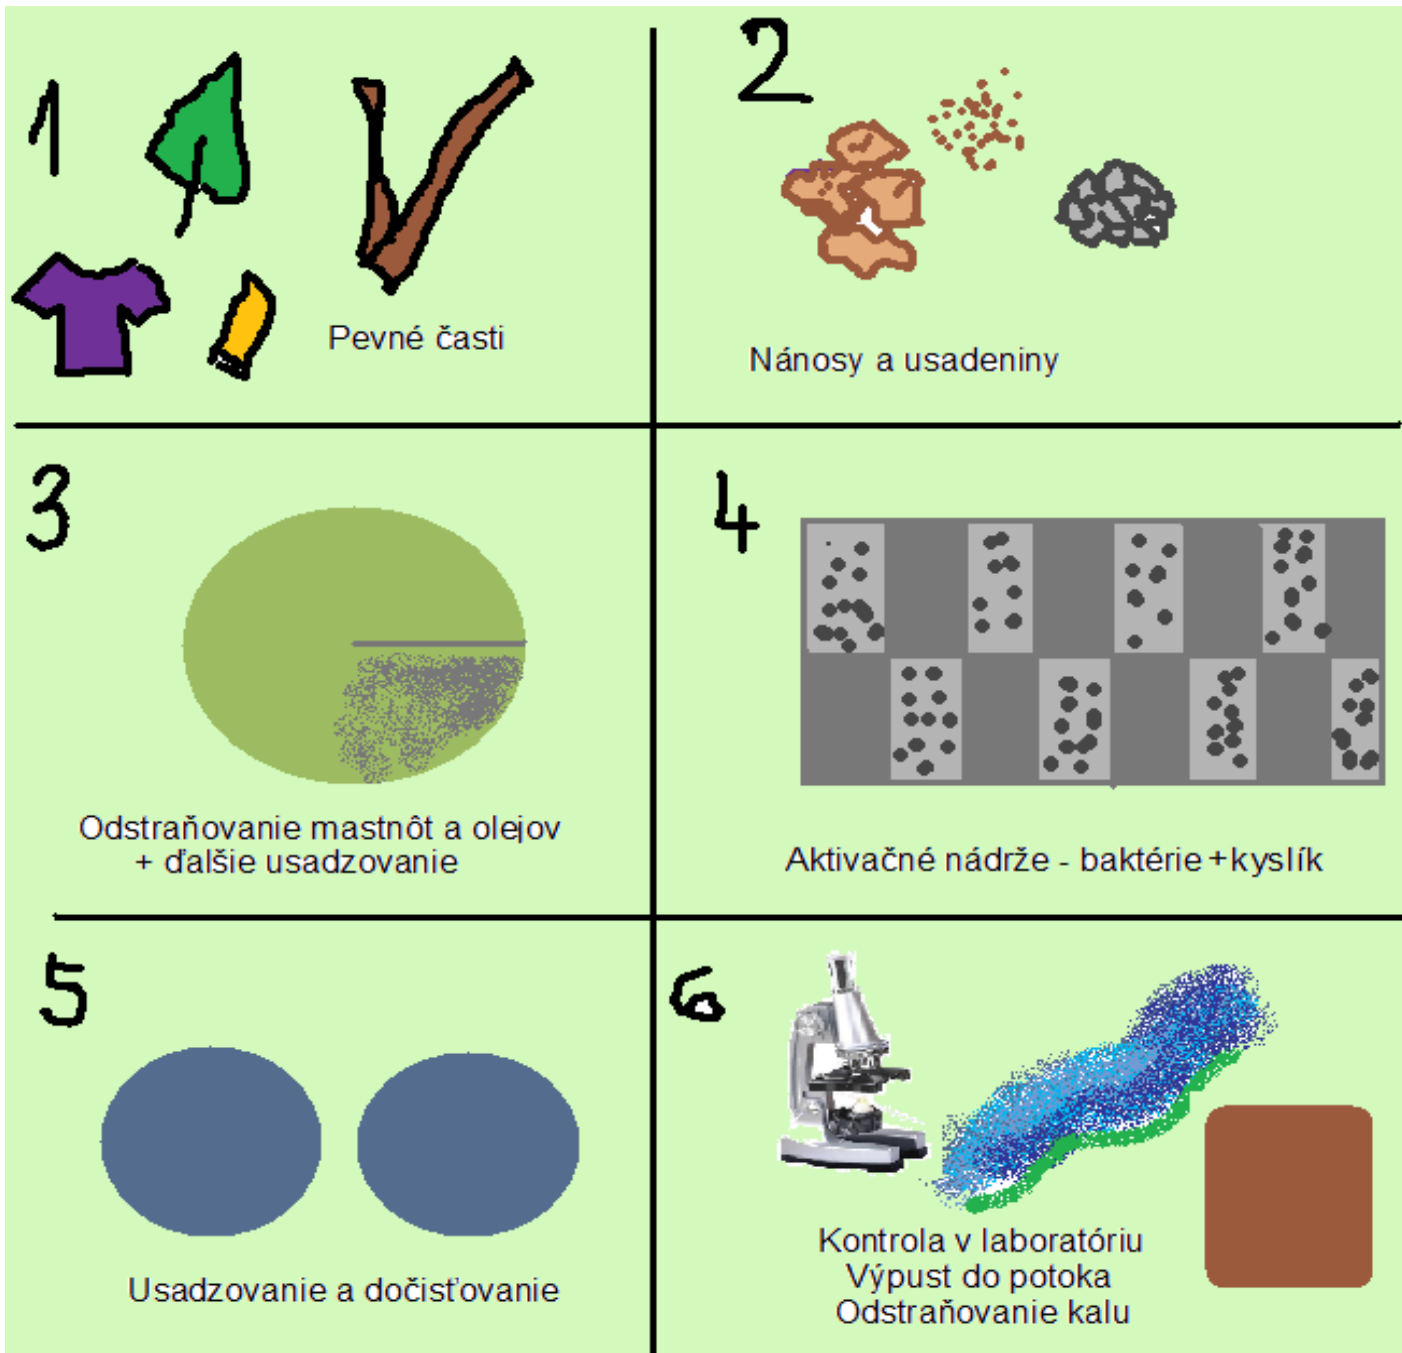 1
Pevné časti
2
Nánosy a usadeniny
3
Odstraňovanie mastnôt a olejov
+ ďalšie usadzovanie
4
Aktivačné nádrže - baktérie +kyslík
5
Usadzovanie a dočisťovanie
6
Kontrola v laboratóriu
Výpust do potoka
Odstraňovanie kalu